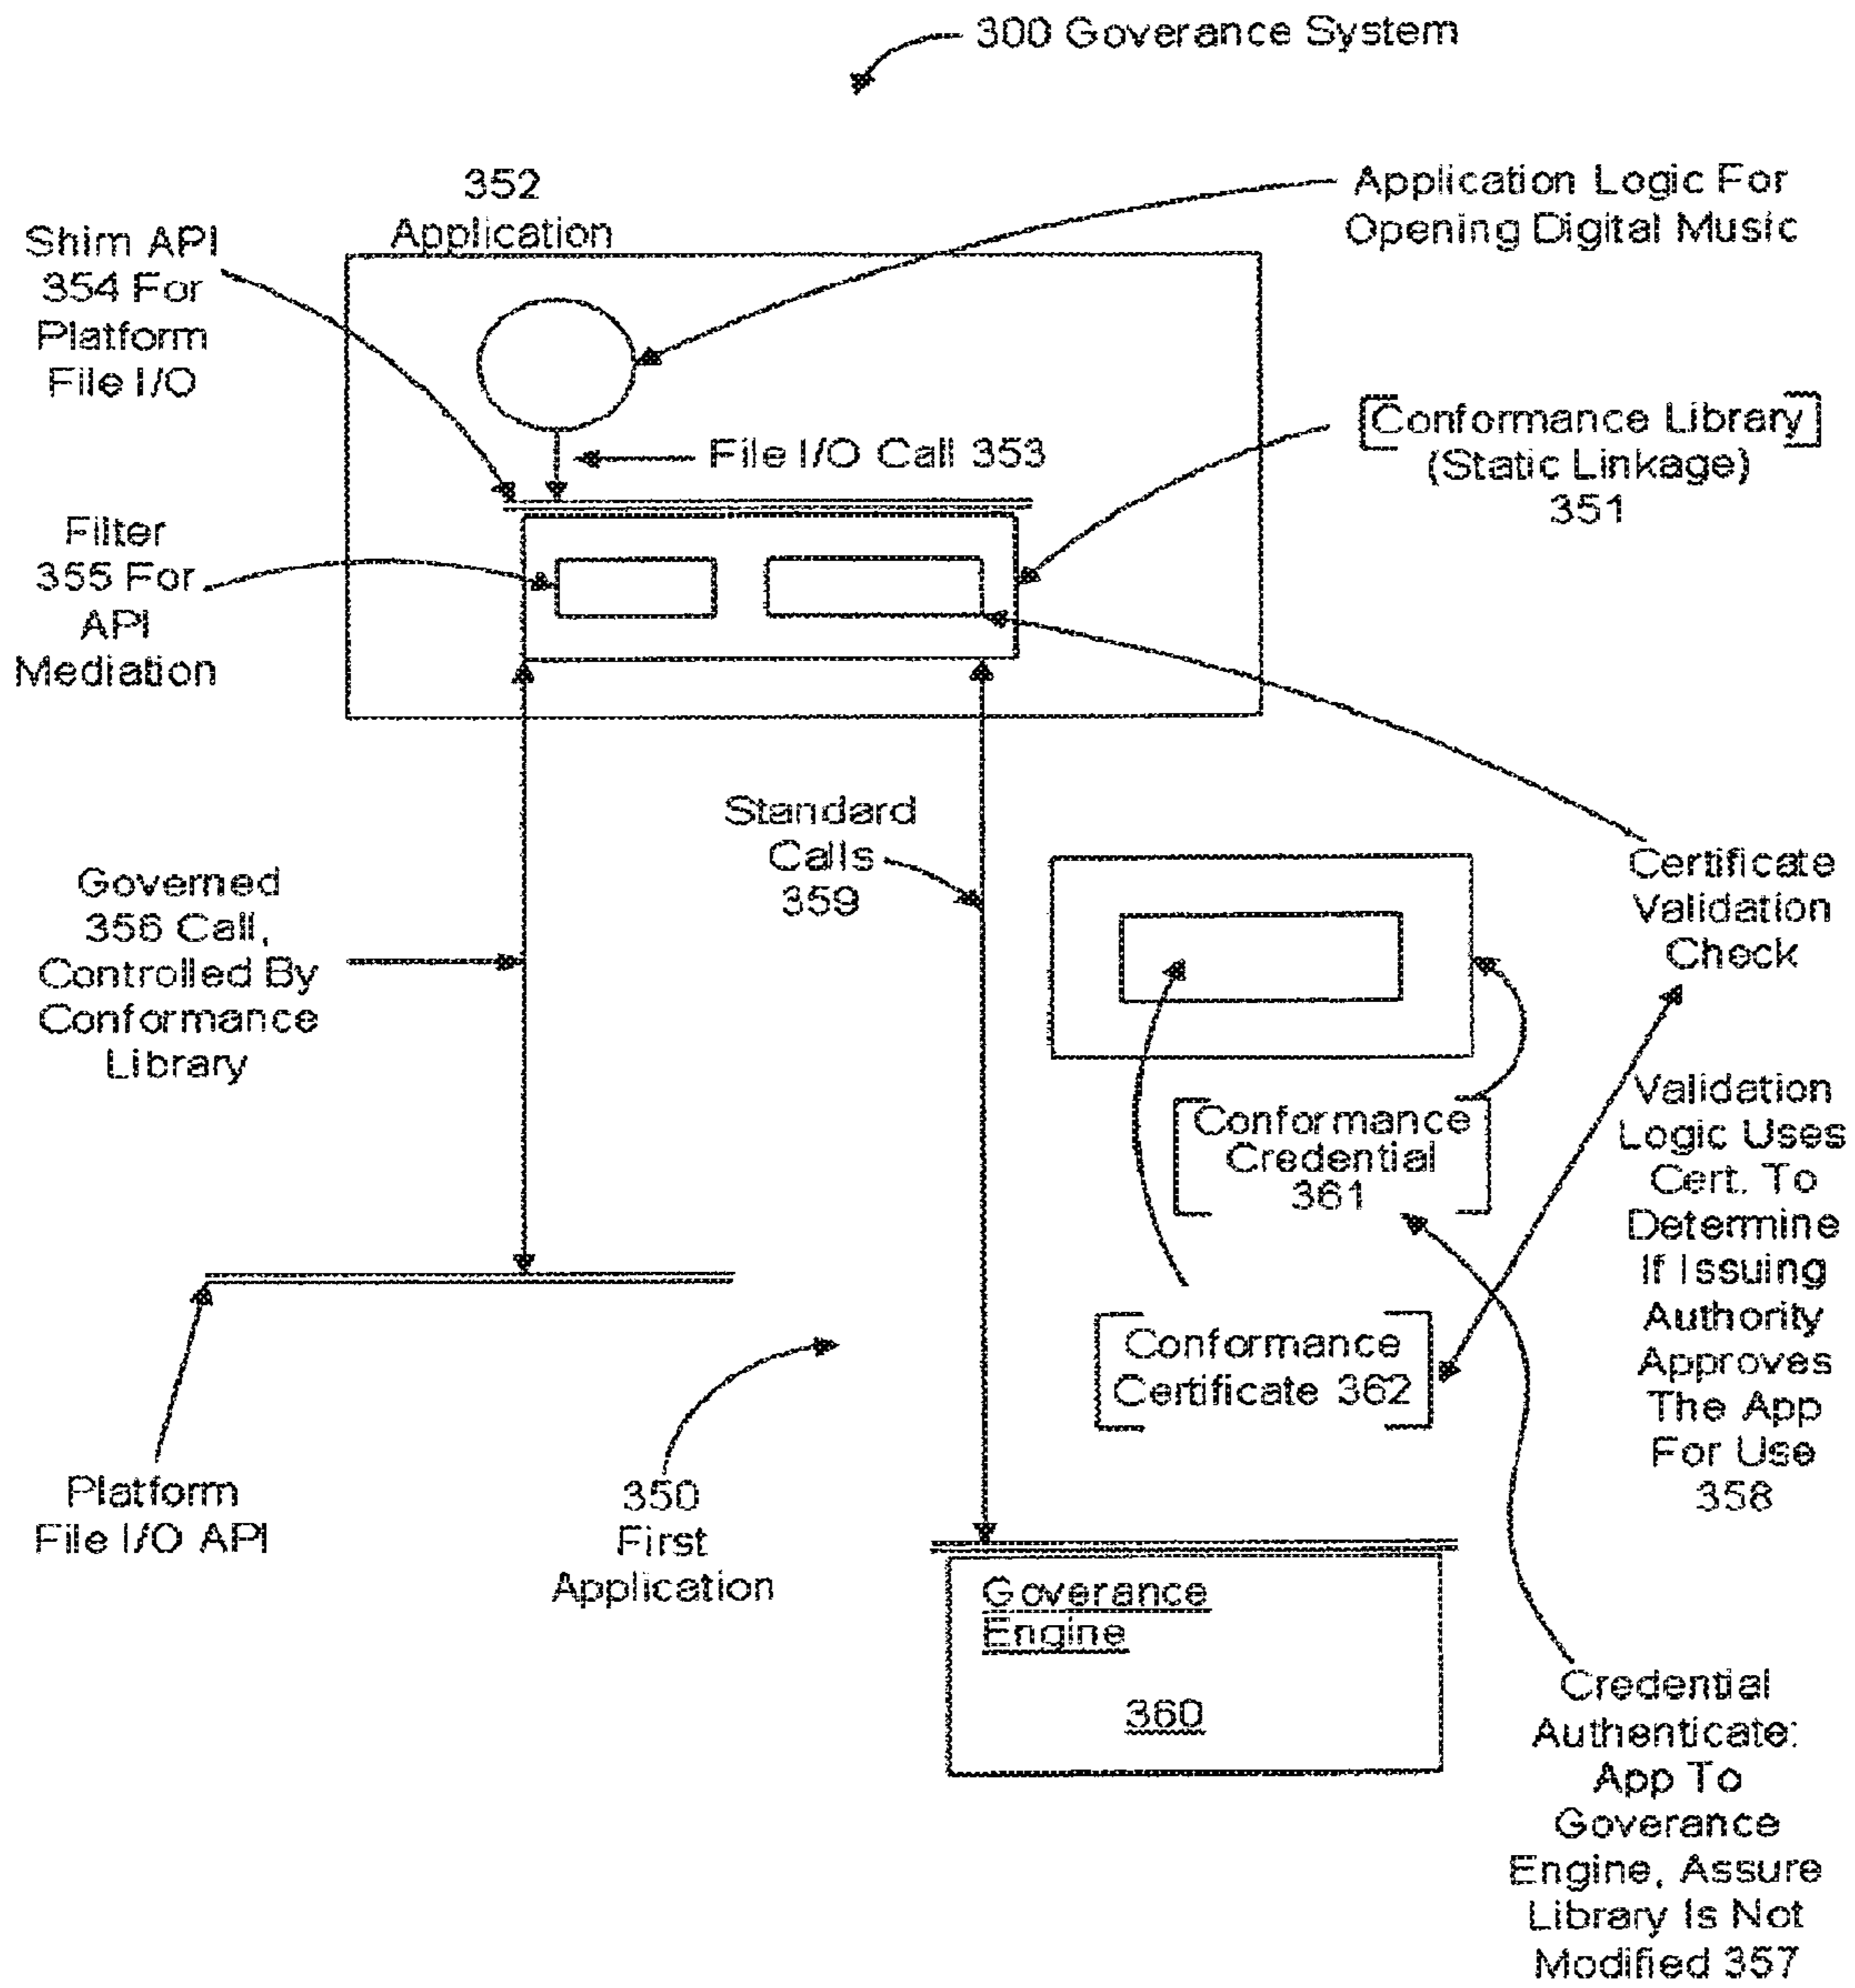 300 Goverance System
352
Application
Application Logic For
Opening Digital Music
Shim API
354 For
Platform
File I/O
File I/O Call 353
Conformance Library
(Static Linkage)
351
Filter
355 For
API
Mediation
Standard
Calls
359
Governed
356 Call,
Controlled By
Conformance
Library
Certificate
Validation
Check
Conformance
Credential
361
Validation
Logic Uses
Cert. To
Determine
If Issuing
Authority
Approves
The App
For Use
358
Conformance
Certificate 362
Platform
File I/O API
350
First
Application
Goverance
Engine
360
Credential
Authenticate:
App To
Goverance
Engine, Assure
Library Is Not
Modified 357